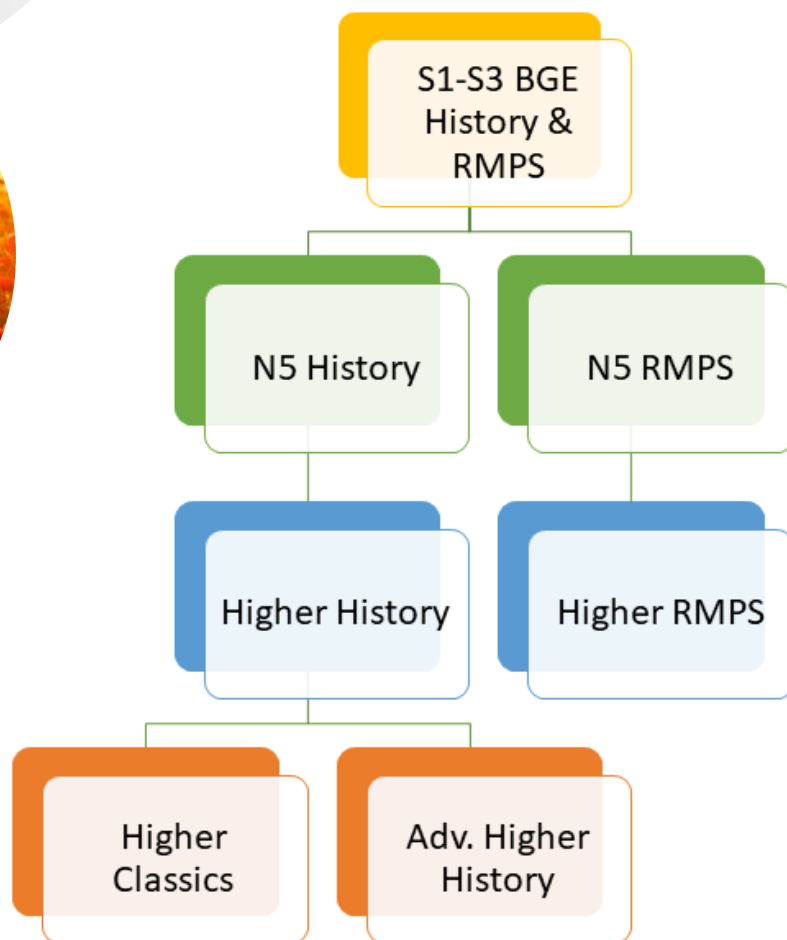 S1-S3 BGE
History &
RMPS
N5 History
N5 RMPS
Higher History
Higher RMPS
Higher
Classics
Adv. Higher
History